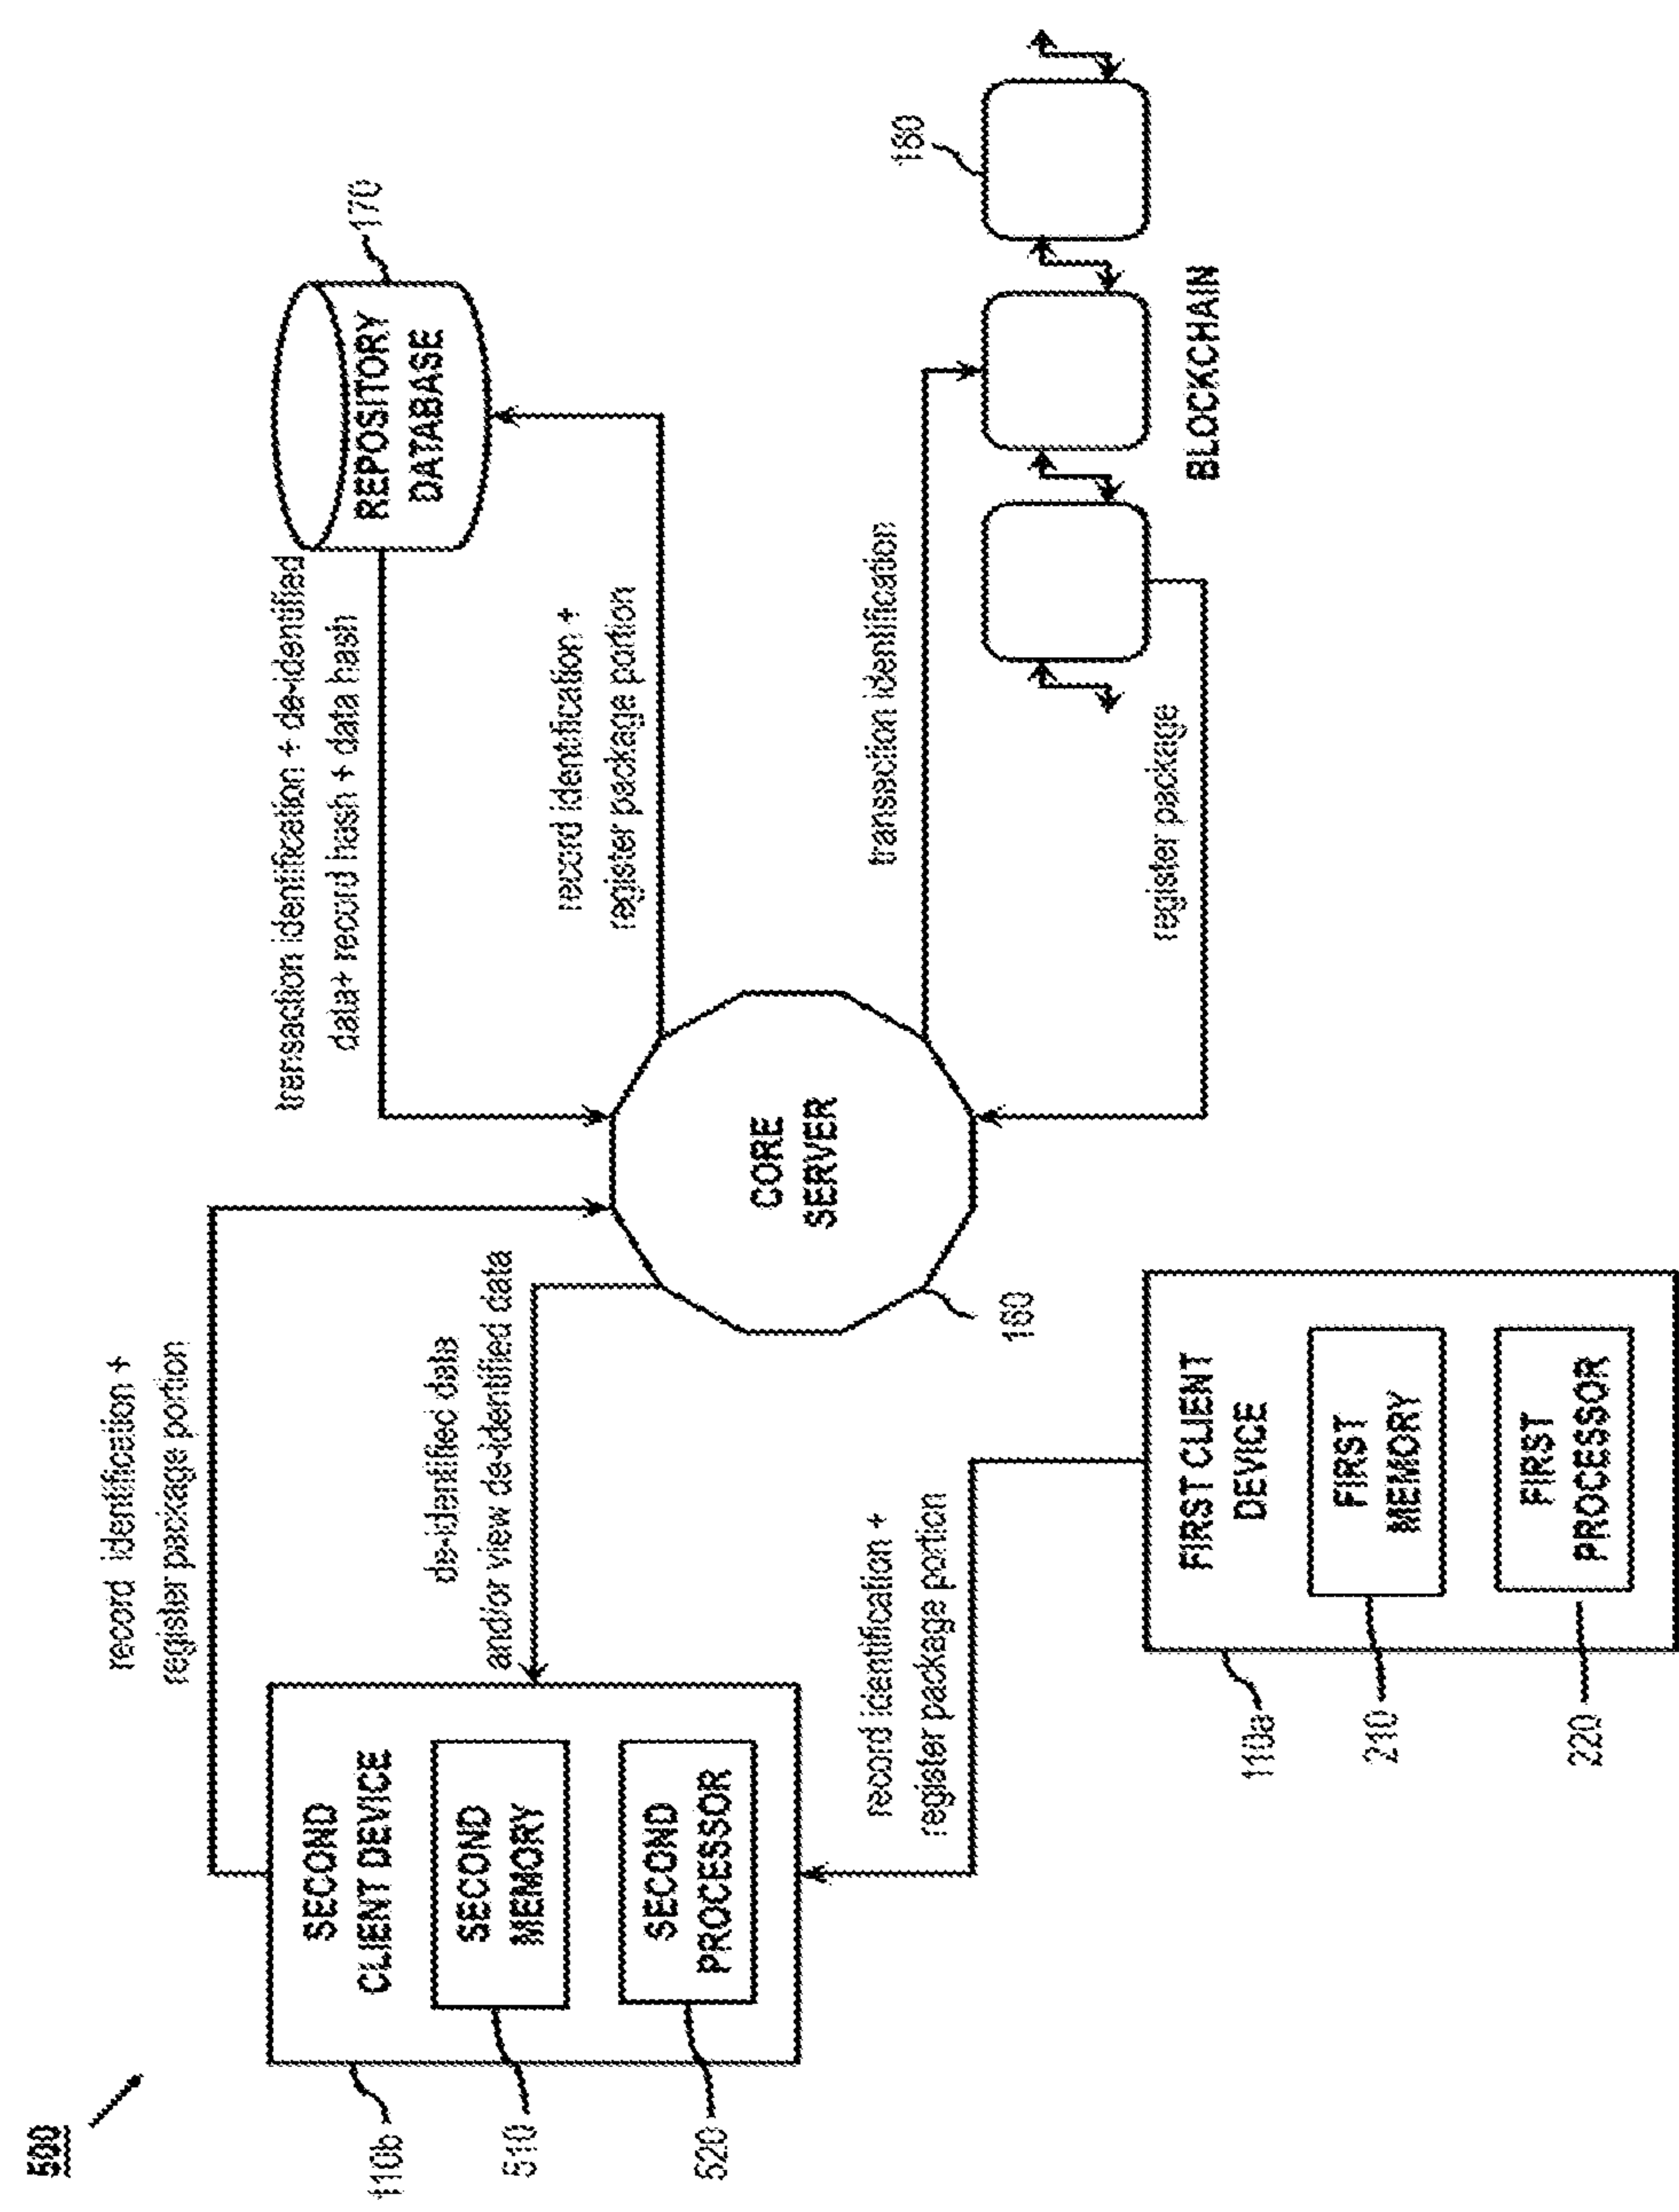 500
record identification +
register package portion
transaction identification + de-identified
data+ record hash + data hash
REPOSITORY
DATABASE
170
SECOND
CLIENT DEVICE
SECOND
MEMORY
SECOND
PROCESSOR
110b
510
520
de-identified data
and/or view de-identified data
record identification +
register package portion
CORE
SERVER
160
transaction identification
180
register package
BLOCKCHAIN
record identification +
register package portion
FIRST CLIENT
DEVICE
FIRST
MEMORY
FIRST
PROCESSOR
110a
210
220